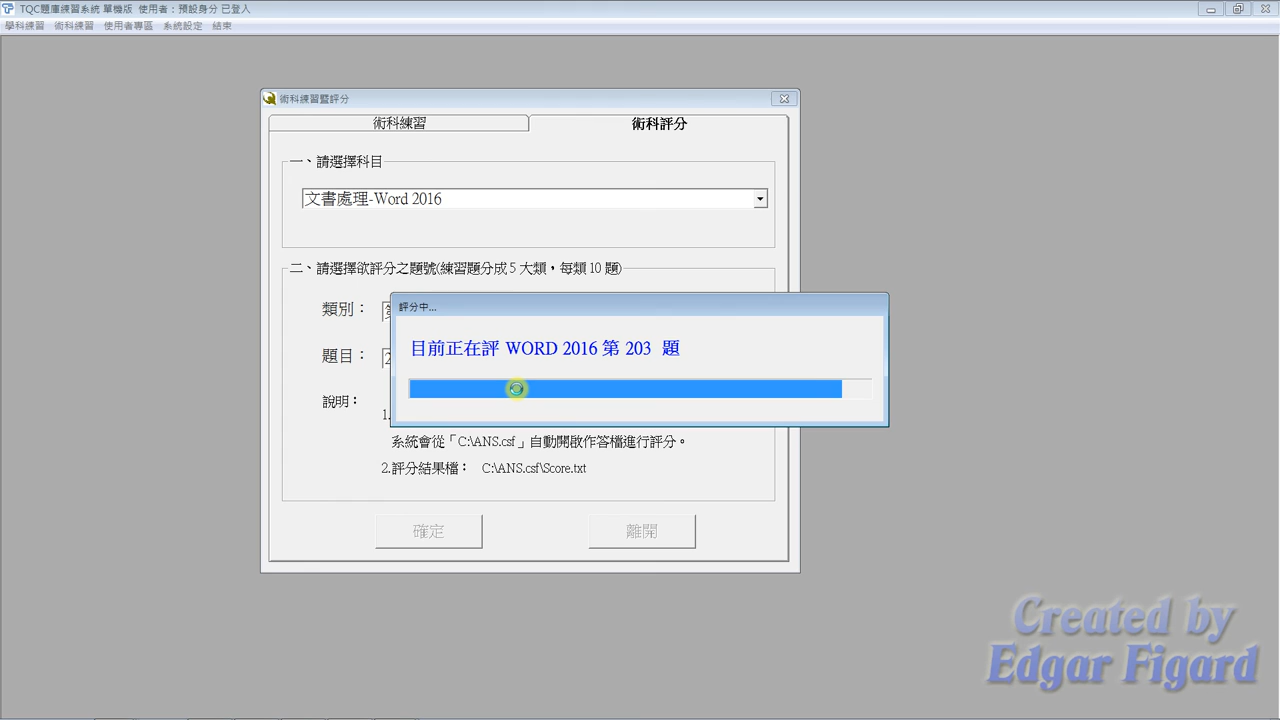 TQC題庫練習系統 單機版 使用者：預設身分 已登入
學科練習 術科練習 使用者專區 系統設定 結束
術科練習暨評分
術科練習 術科評分
一、請選擇科目
文書處理-Word 2016
二、請選擇欲評分之題號(練習題分成 5 大類，每類 10 題)
類別：
評分中...
目前正在評 WORD 2016 第 203 題
題目： 2
說明： 1.
系統會從「C:\ANS.csf」自動開啟作答檔進行評分。
2.評分結果檔： C:\ANS.csf\Score.txt
確定 離開
Created by
Edgar Figard